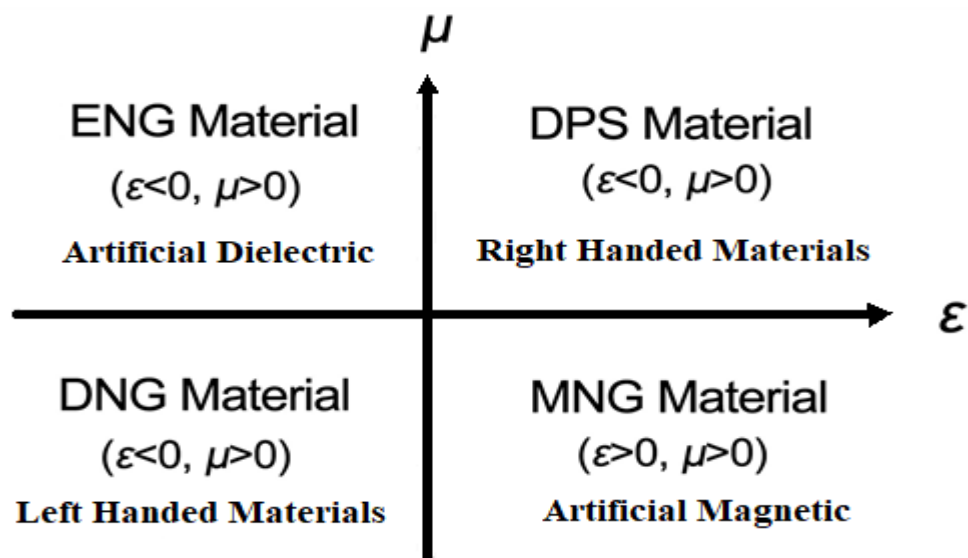 μ
ENG Material
(ε<0, μ>0)
Artificial Dielectric
DPS Material
(ε<0, μ>0)
Right Handed Materials
ε
DNG Material
(ε<0, μ>0)
Left Handed Materials
MNG Material
(ε>0, μ>0)
Artificial Magnetic